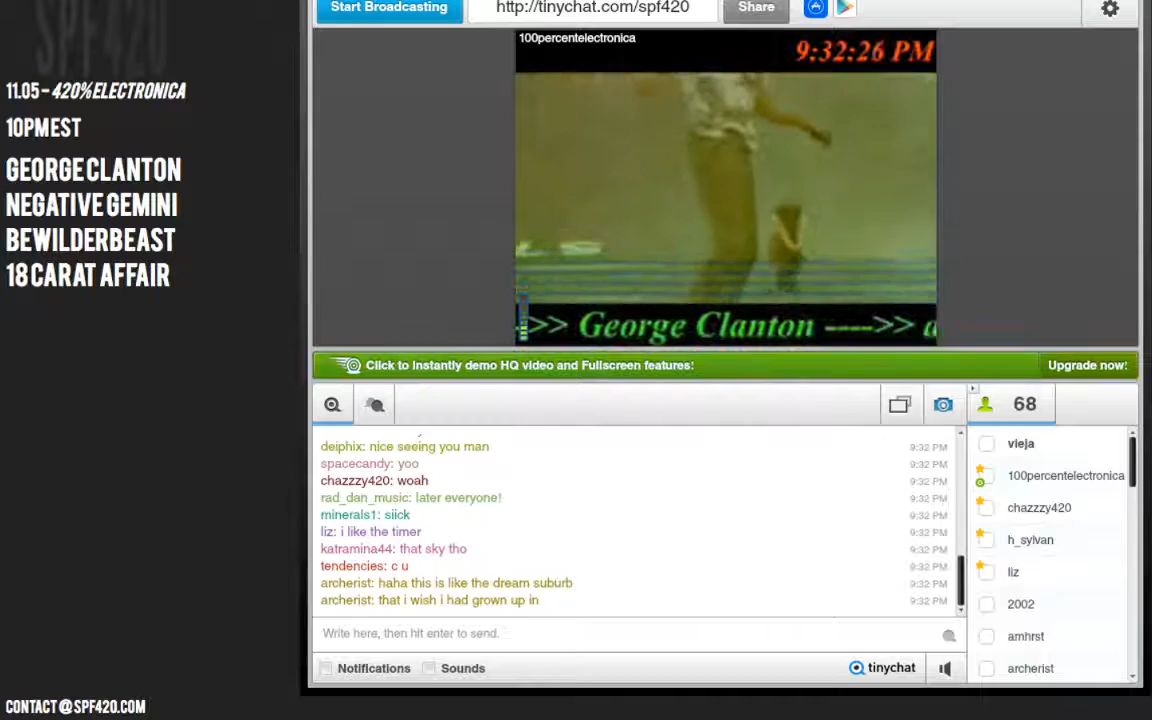 SPF420
11.05 – 420%ELECTRONICA
10PM EST
GEORGE CLANTON
NEGATIVE GEMINI
BEWILDERBEAST
18 CARAT AFFAIR
CONTACT@SPF420.COM
Start Broadcasting
http://tinychat.com/spf420
Share
100percentelectronica
9:32:26 PM
>> George Clanton ---->> a
Click to instantly demo HQ video and Fullscreen features:
Upgrade now!
68
deiphix: nice seeing you man 9:32 PM
spacecandy: yoo 9:32 PM
chazzzy420: woah 9:32 PM
rad_dan_music: later everyone! 9:32 PM
minerals1: siick 9:32 PM
liz: i like the timer 9:32 PM
katramina44: that sky tho 9:32 PM
tendencies: c u 9:32 PM
archerist: haha this is like the dream suburb 9:32 PM
archerist: that i wish i had grown up in 9:32 PM
Write here, then hit enter to send.
Notifications
Sounds
tinychat
vieja
100percentelectronica
chazzzy420
h_sylvan
liz
2002
amhrst
archerist